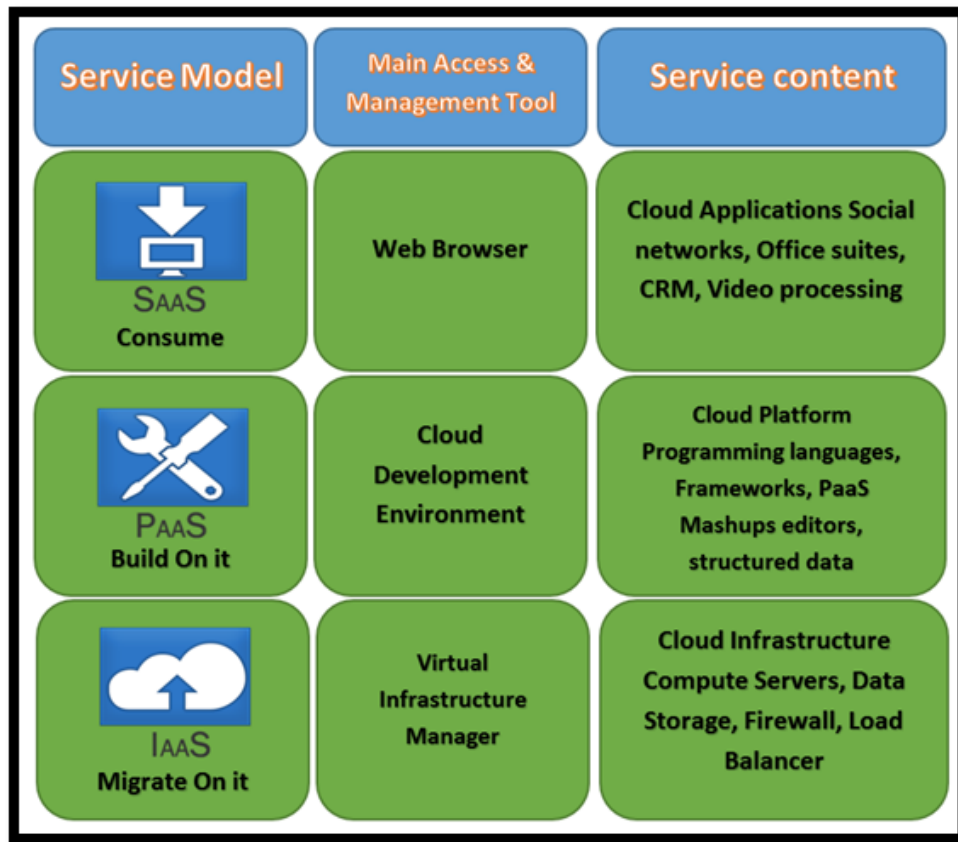 Service Model
Main Access &
Management Tool
Service content
SAAS
Consume
Web Browser
Cloud Applications Social
networks, Office suites,
CRM, Video processing
PAAS
Build On it
Cloud
Development
Environment
Cloud Platform
Programming languages,
Frameworks, PaaS
Mashups editors,
structured data
IAAS
Migrate On it
Virtual
Infrastructure
Manager
Cloud Infrastructure
Compute Servers, Data
Storage, Firewall, Load
Balancer